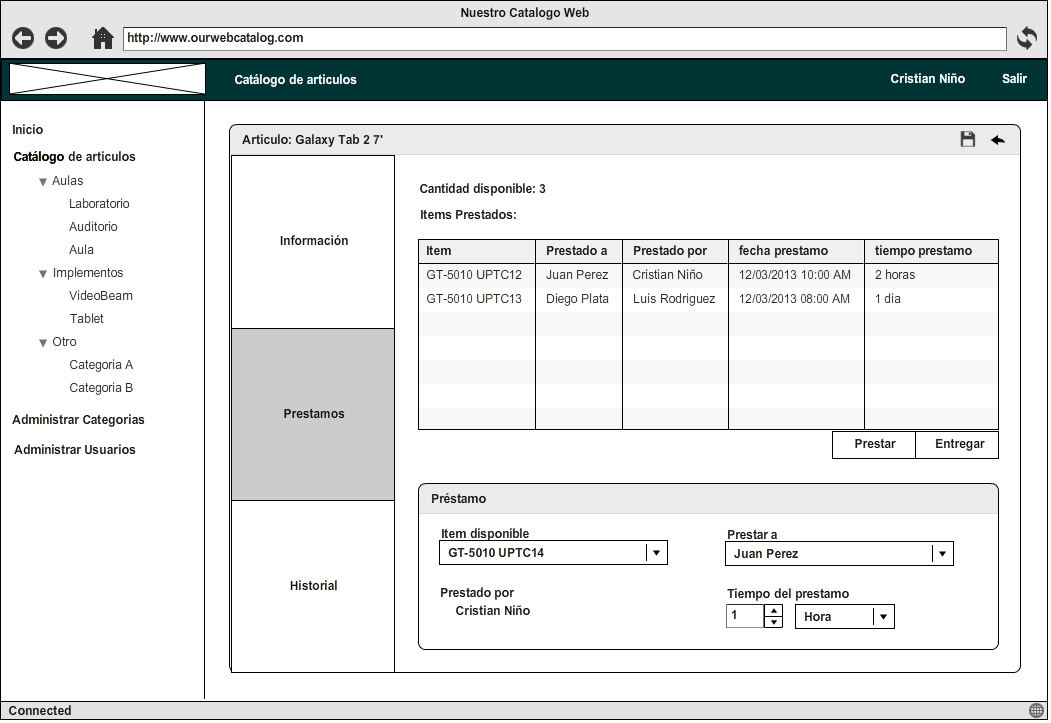 Nuestro Catalogo Web
http://www.ourwebcatalog.com
Catálogo de articulos
Cristian Niño
Salir
Inicio
Catálogo de articulos
Aulas
Laboratorio
Auditorio
Aula
Implementos
VideoBeam
Tablet
Otro
Categoria A
Categoria B
Administrar Categorias
Administrar Usuarios
Articulo: Galaxy Tab 2 7'
Información
Prestamos
Historial
Cantidad disponible: 3
Items Prestados:
Item Prestado a Prestado por fecha prestamo tiempo prestamo
GT-5010 UPTC12 Juan Perez Cristian Niño 12/03/2013 10:00 AM 2 horas
GT-5010 UPTC13 Diego Plata Luis Rodriguez 12/03/2013 08:00 AM 1 dia
Prestar Entregar
Préstamo
Item disponible
GT-5010 UPTC14
Prestar a
Juan Perez
Prestado por
Cristian Niño
Tiempo del prestamo
1 Hora
Connected